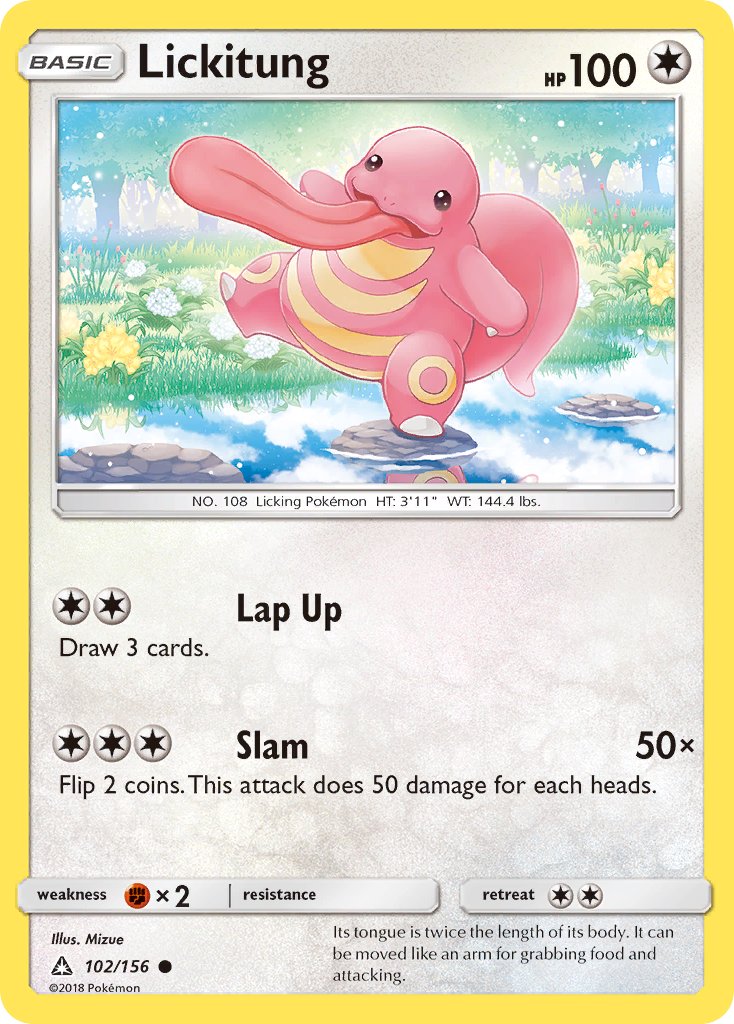 BASIC Lickitung HP 100
NO. 108 Licking Pokémon HT: 3'11" WT: 144.4 lbs.
Lap Up
Draw 3 cards.
Slam 50×
Flip 2 coins. This attack does 50 damage for each heads.
weakness × 2 resistance retreat
Illus. Mizue
102/156
©2018 Pokémon
Its tongue is twice the length of its body. It can
be moved like an arm for grabbing food and
attacking.